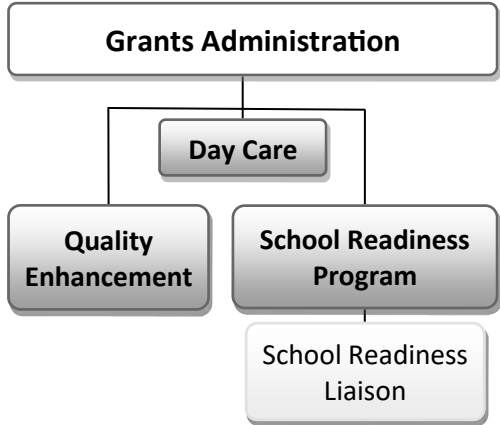 Grants Administration
Day Care
Quality
Enhancement
School Readiness
Program
School Readiness
Liaison